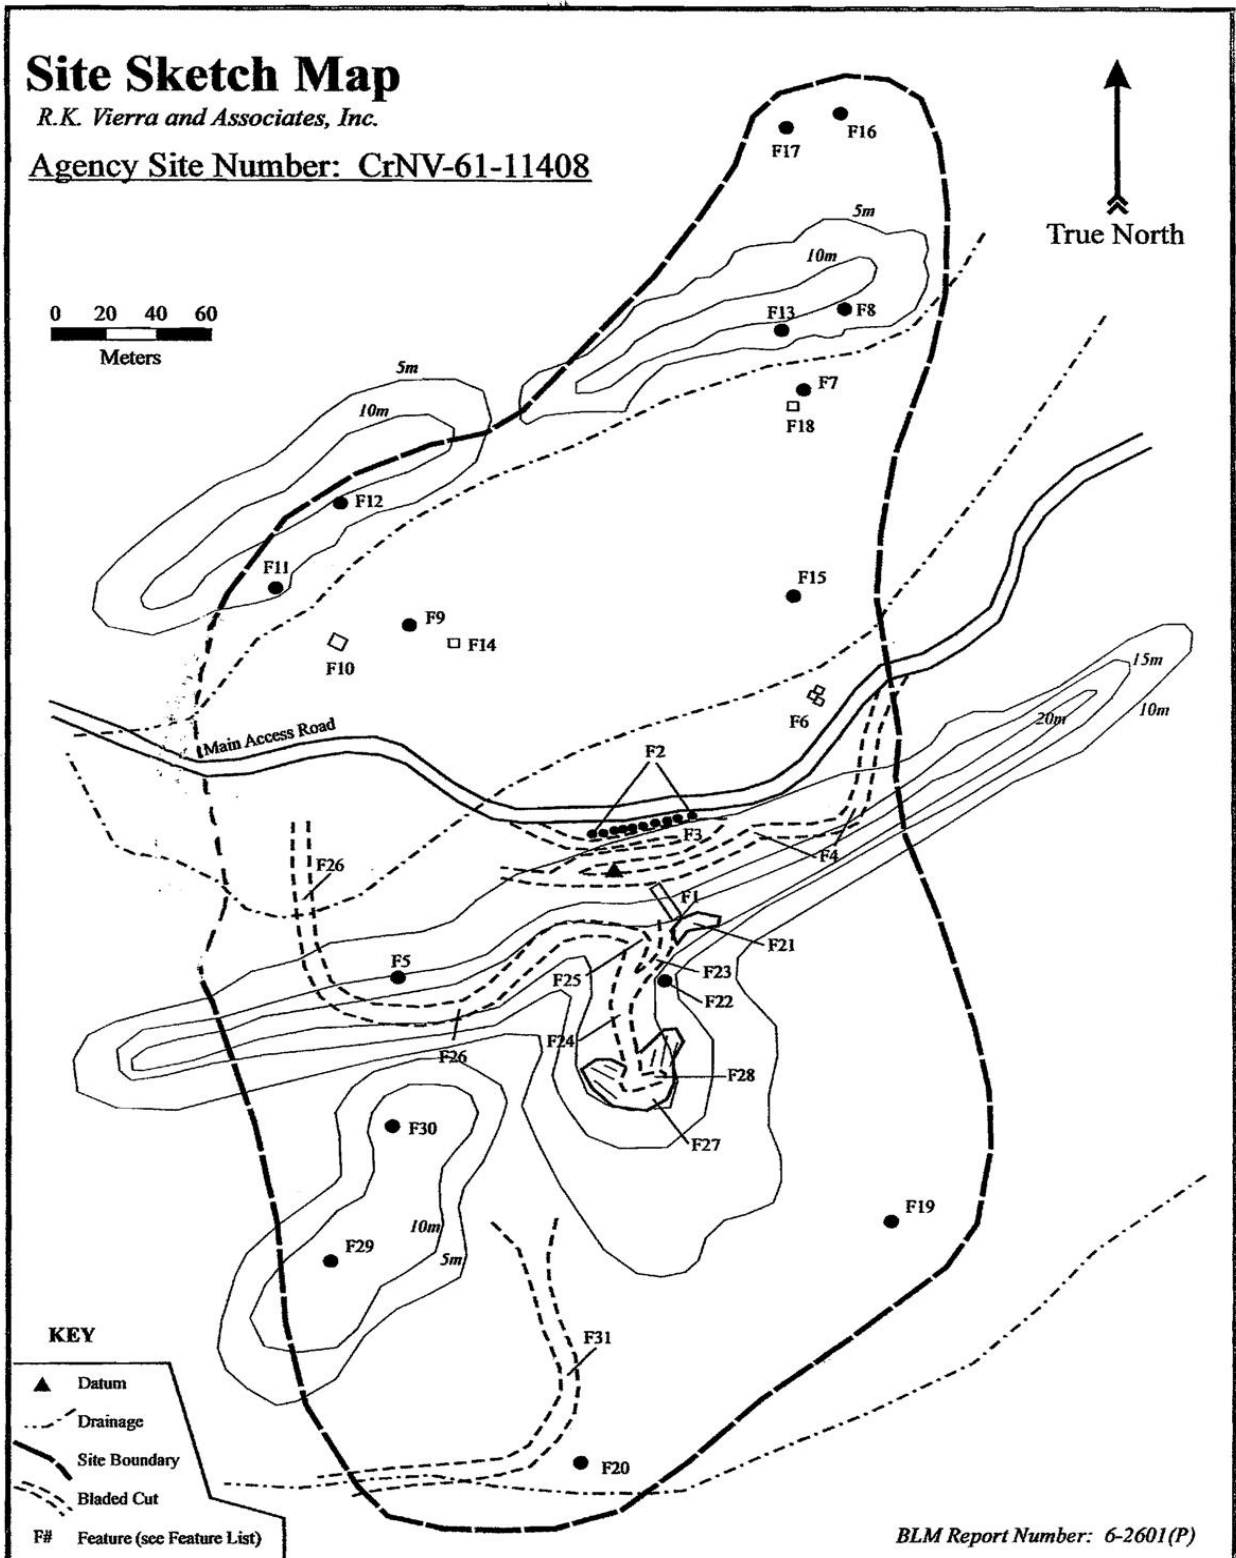 Site Sketch Map
R.K. Vierra and Associates, Inc.
Agency Site Number: CrNV-61-11408
True North
0 20 40 60
Meters
F16
F17
5m
10m
F13
F8
F7
F18
5m
10m
F12
F11
F15
F9
F14
F10
15m
F6
10m
20m
Main Access Road
F2
F3
F4
F26
F1
F21
F5
F25
F23
F22
F24
F26
F28
F30
F27
F19
10m
F29
5m
F31
F20
KEY
Datum
Drainage
Site Boundary
Bladed Cut
F# Feature (see Feature List)
BLM Report Number: 6-2601(P)